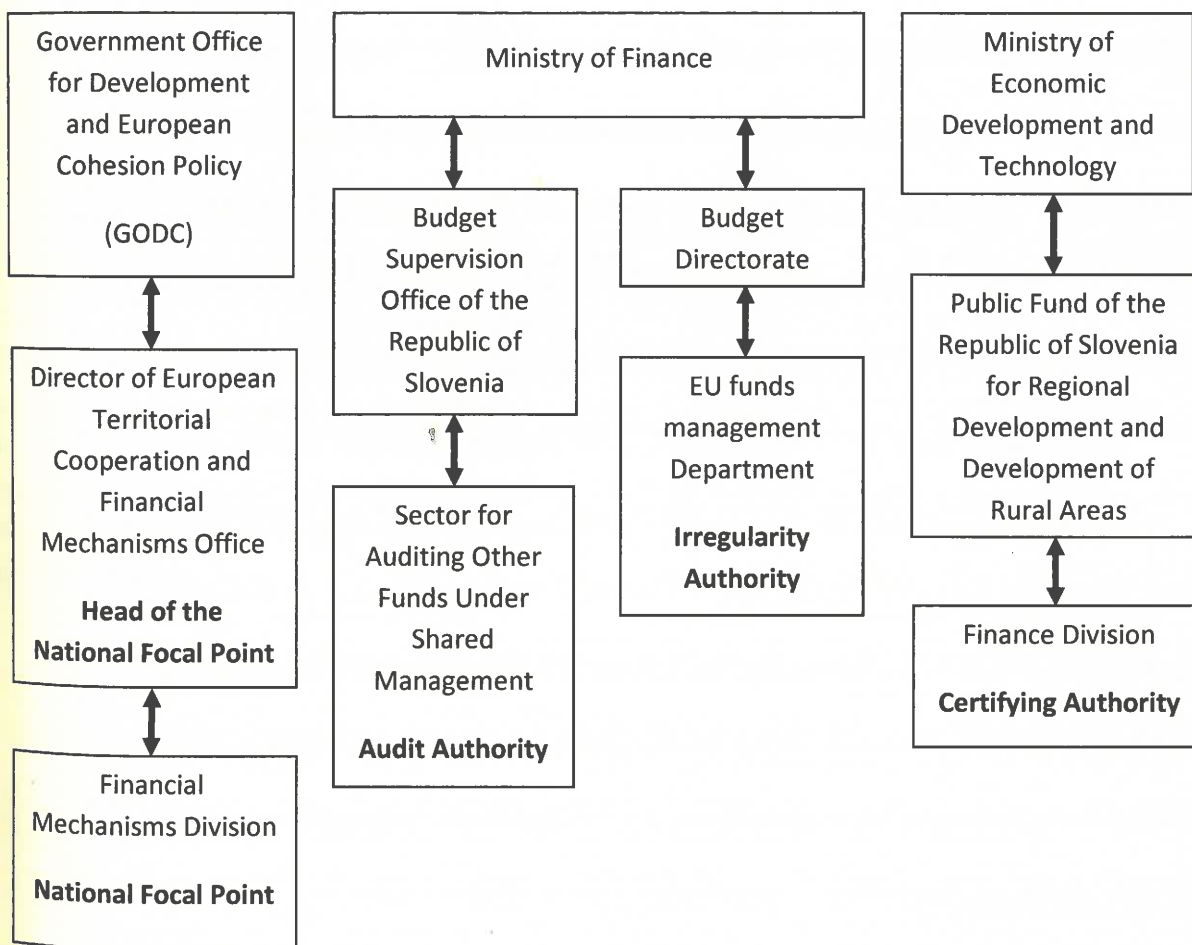 Government Office
for Development
and European
Cohesion Policy
(GODC)
Director of European
Territorial
Cooperation and
Financial
Mechanisms Office
Head of the
National Focal Point
Financial
Mechanisms Division
National Focal Point
Ministry of Finance
Budget
Supervision
Office of the
Republic of
Slovenia
Sector for
Auditing Other
Funds Under
Shared
Management
Audit Authority
Budget
Directorate
EU funds
management
Department
Irregularity
Authority
Ministry of
Economic
Development and
Technology
Public Fund of the
Republic of Slovenia
for Regional
Development and
Development of
Rural Areas
Finance Division
Certifying Authority